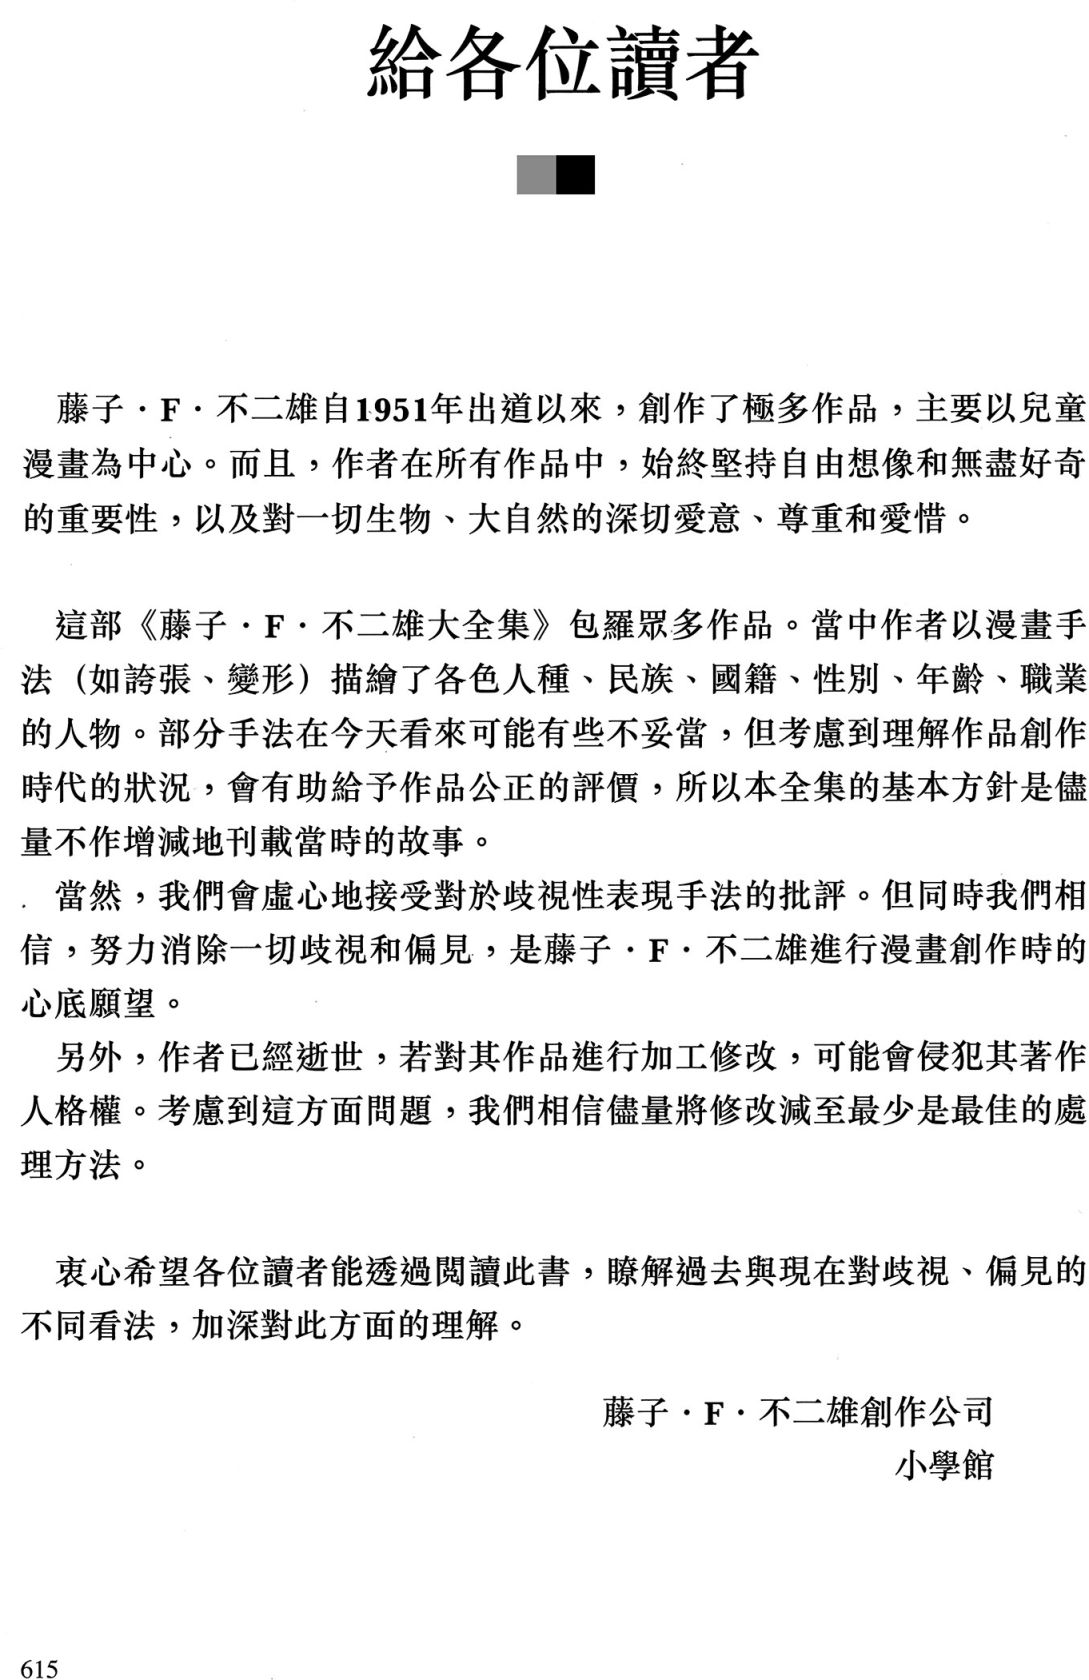 給各位讀者
藤子・F・不二雄自1951年出道以來，創作了極多作品，主要以兒童
漫畫為中心。而且，作者在所有作品中，始終堅持自由想像和無盡好奇
的重要性，以及對一切生物、大自然的深切愛意、尊重和愛惜。
這部《藤子・F・不二雄大全集》包羅眾多作品。當中作者以漫畫手
法（如誇張、變形）描繪了各色人種、民族、國籍、性別、年齡、職業
的人物。部分手法在今天看來可能有些不妥當，但考慮到理解作品創作
時代的狀況，會有助給予作品公正的評價，所以本全集的基本方針是儘
量不作增減地刊載當時的故事。
當然，我們會虛心地接受對於歧視性表現手法的批評。但同時我們相
信，努力消除一切歧視和偏見，是藤子・F・不二雄進行漫畫創作時的
心底願望。
另外，作者已經逝世，若對其作品進行加工修改，可能會侵犯其著作
人格權。考慮到這方面問題，我們相信儘量將修改減至最少是最佳的處
理方法。
衷心希望各位讀者能透過閱讀此書，瞭解過去與現在對歧視、偏見的
不同看法，加深對此方面的理解。
藤子・F・不二雄創作公司
小學館
615